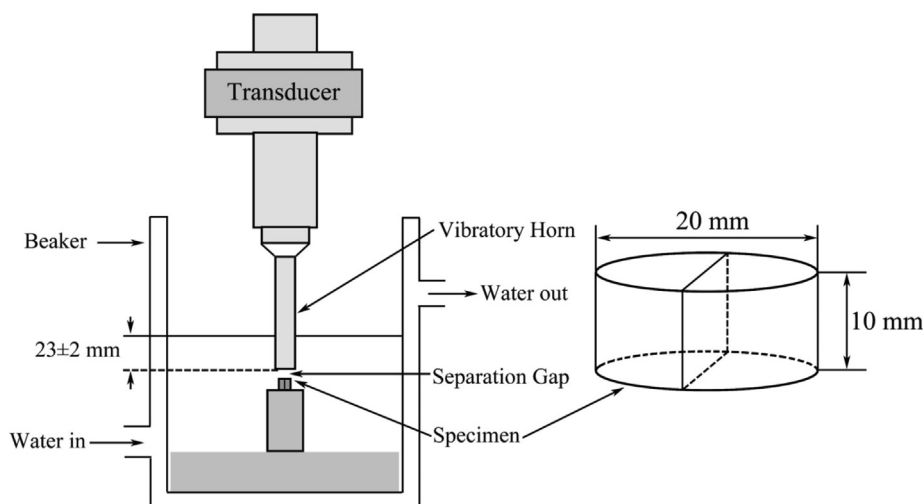 Transducer
Beaker
Vibratory Horn
20 mm
Water out
10 mm
23±2 mm
Separation Gap
Water in
Specimen